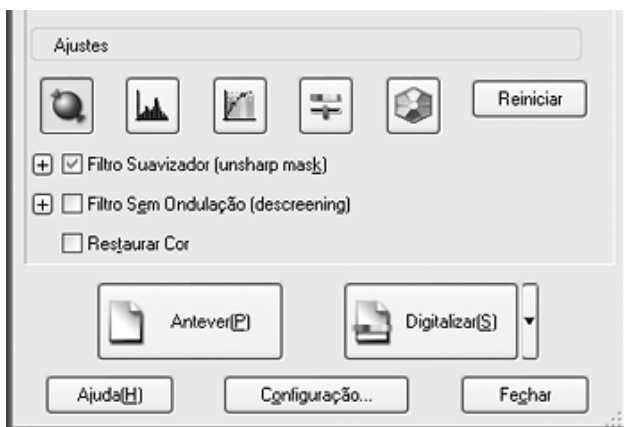 Ajustes
Reiniciar
Filtro Suavizador (unsharp mask)
Filtro Sem Ondulação (descreening)
Restaurar Cor
Antever(P) Digitalizar(S)
Ajuda(H) Configuração... Fechar